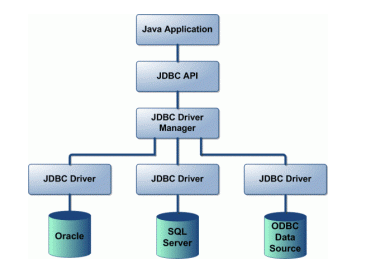 Java Application
JDBC API
JDBC Driver
Manager
JDBC Driver
JDBC Driver
JDBC Driver
Oracle
SQL
Server
ODBC
Data
Source